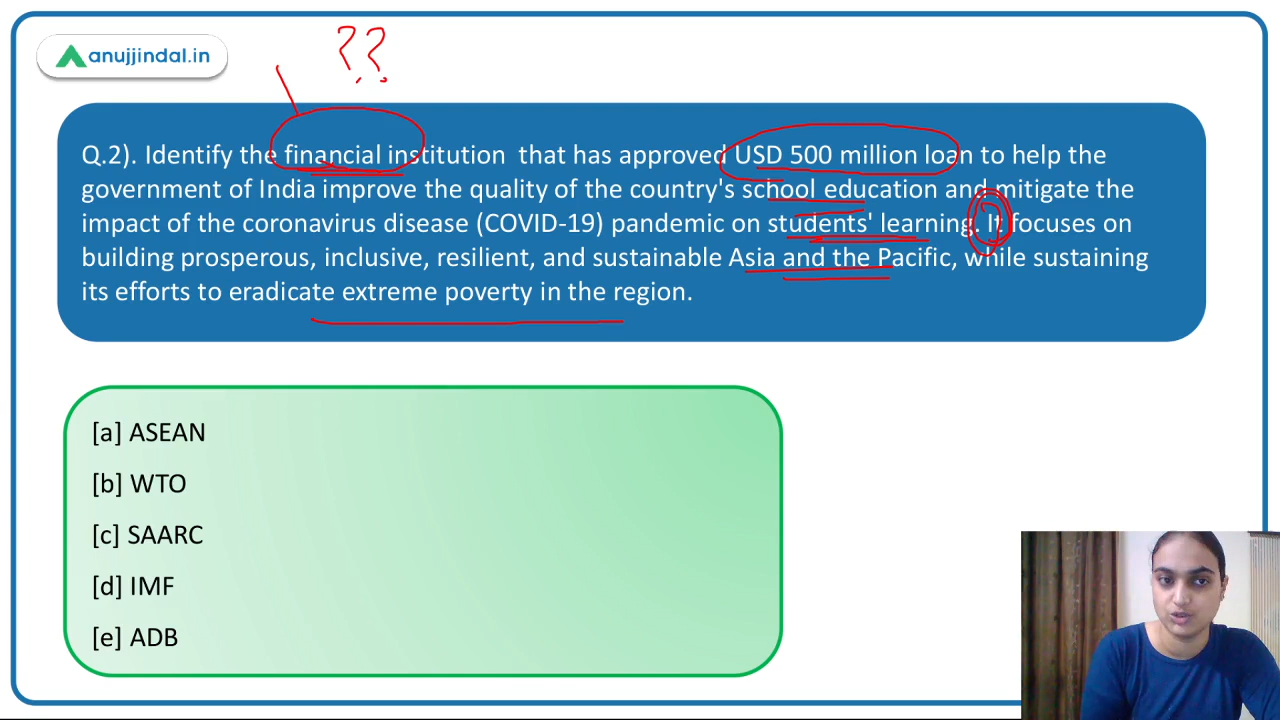 ??
anujjindal.in
Q.2). Identify the financial institution that has approved USD 500 million loan to help the
government of India improve the quality of the country's school education and mitigate the
impact of the coronavirus disease (COVID-19) pandemic on students' learning. It focuses on
building prosperous, inclusive, resilient, and sustainable Asia and the Pacific, while sustaining
its efforts to eradicate extreme poverty in the region.
[a] ASEAN
[b] WTO
[c] SAARC
[d] IMF
[e] ADB